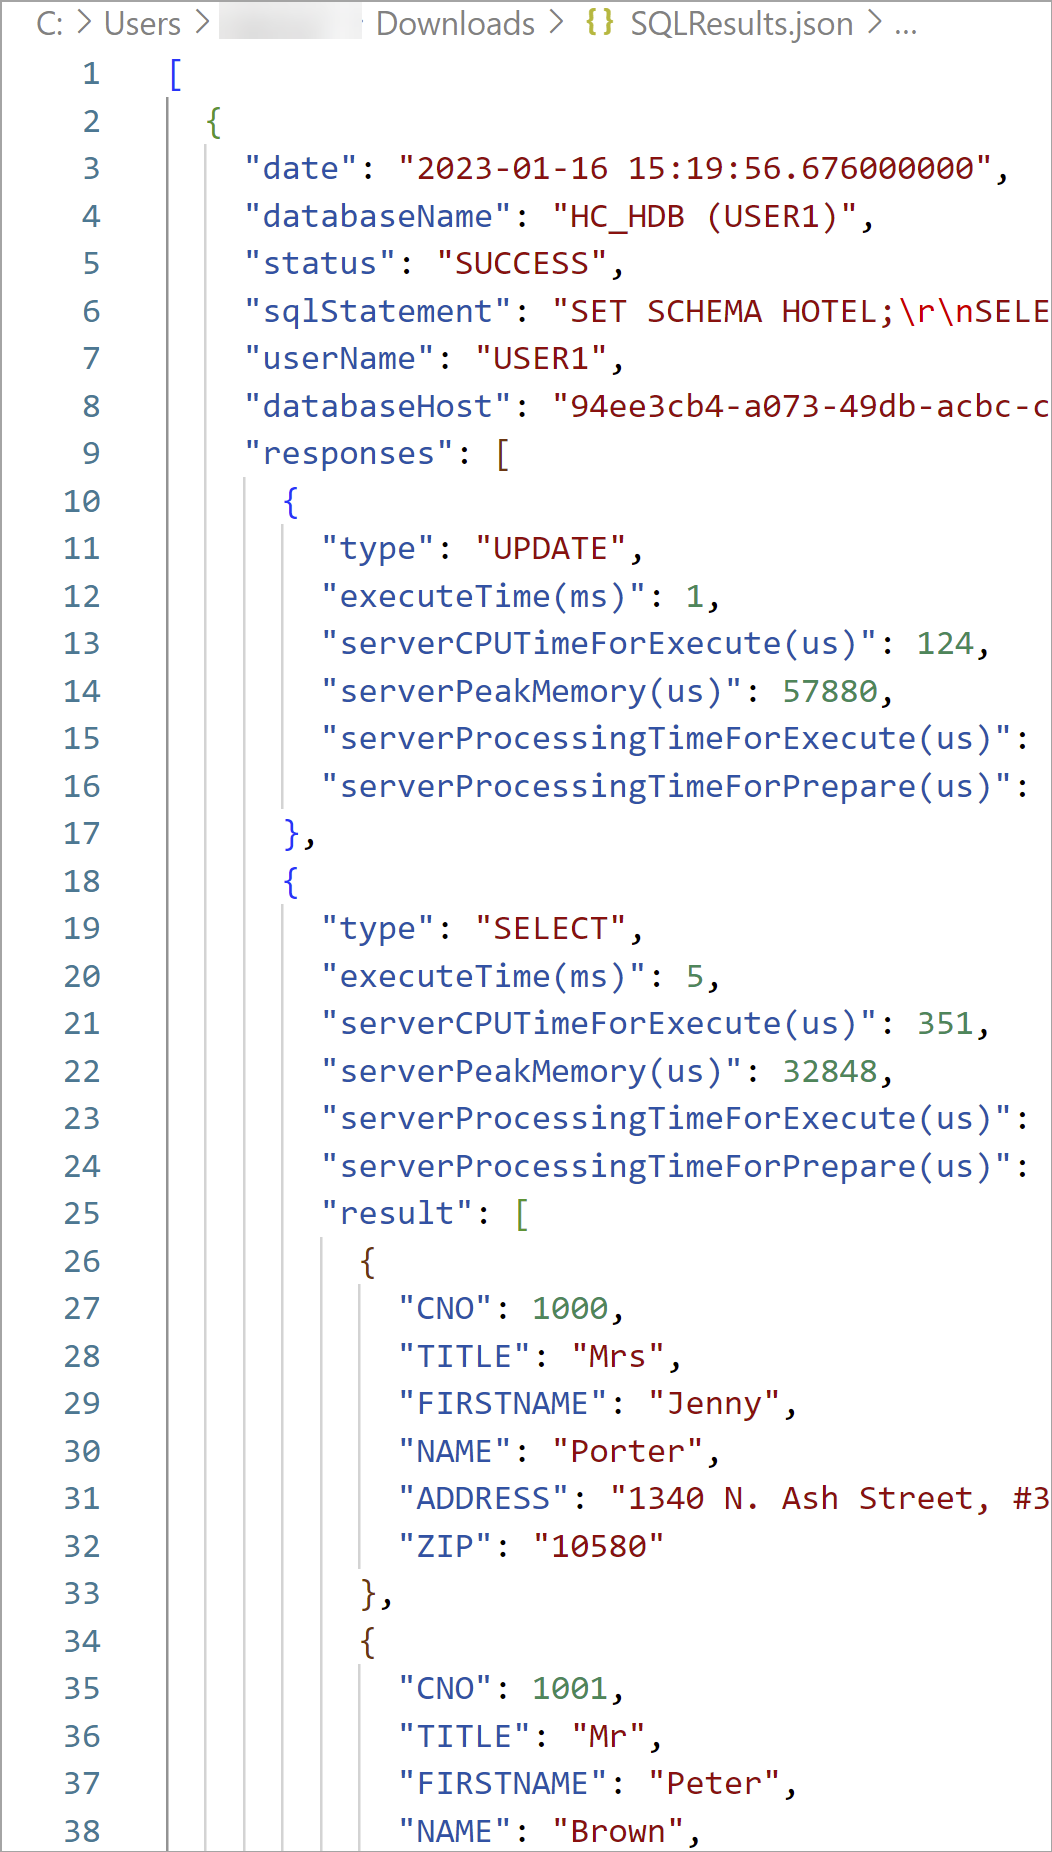 C: > Users > Downloads > {} SQLResults.json > ...
1 [
2 {
3 "date": "2023-01-16 15:19:56.676000000",
4 "databaseName": "HC_HDB (USER1)",
5 "status": "SUCCESS",
6 "sqlStatement": "SET SCHEMA HOTEL;\r\nSELE
7 "userName": "USER1",
8 "databaseHost": "94ee3cb4-a073-49db-acbc-c
9 "responses": [
10 {
11 "type": "UPDATE",
12 "executeTime(ms)": 1,
13 "serverCPUTimeForExecute(us)": 124,
14 "serverPeakMemory(us)": 57880,
15 "serverProcessingTimeForExecute(us)":
16 "serverProcessingTimeForPrepare(us)":
17 },
18 {
19 "type": "SELECT",
20 "executeTime(ms)": 5,
21 "serverCPUTimeForExecute(us)": 351,
22 "serverPeakMemory(us)": 32848,
23 "serverProcessingTimeForExecute(us)":
24 "serverProcessingTimeForPrepare(us)":
25 "result": [
26 {
27 "CNO": 1000,
28 "TITLE": "Mrs",
29 "FIRSTNAME": "Jenny",
30 "NAME": "Porter",
31 "ADDRESS": "1340 N. Ash Street, #3
32 "ZIP": "10580"
33 },
34 {
35 "CNO": 1001,
36 "TITLE": "Mr",
37 "FIRSTNAME": "Peter",
38 "NAME": "Brown",